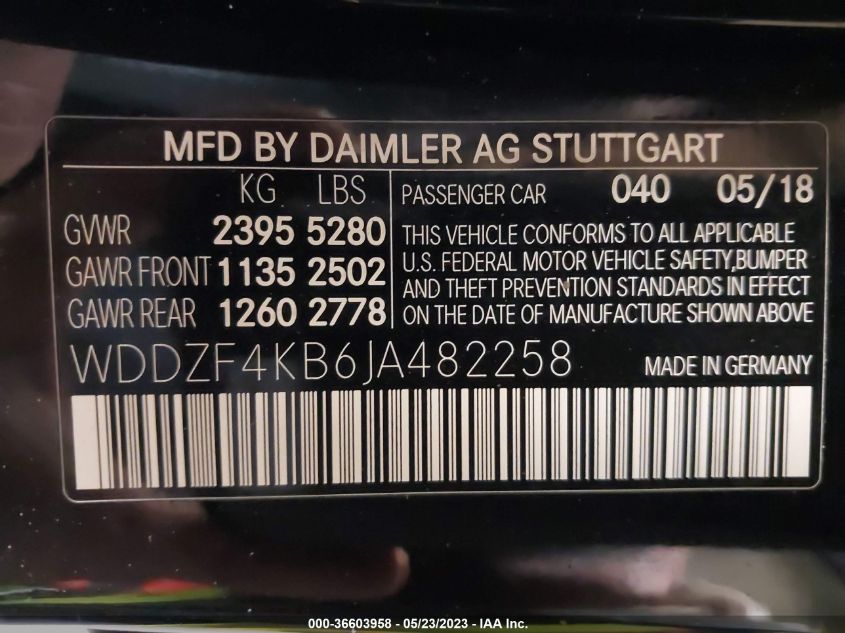 MFD BY DAIMLER AG STUTTGART
KG LBS
GVWR 2395 5280
GAWR FRONT 1135 2502
GAWR REAR 1260 2778
PASSENGER CAR 040 05/18
THIS VEHICLE CONFORMS TO ALL APPLICABLE
U.S. FEDERAL MOTOR VEHICLE SAFETY,BUMPER
AND THEFT PREVENTION STANDARDS IN EFFECT
ON THE DATE OF MANUFACTURE SHOWN ABOVE
WDDZF4KB6JA482258
MADE IN GERMANY
000-36603958 - 05/23/2023 - IAA Inc.